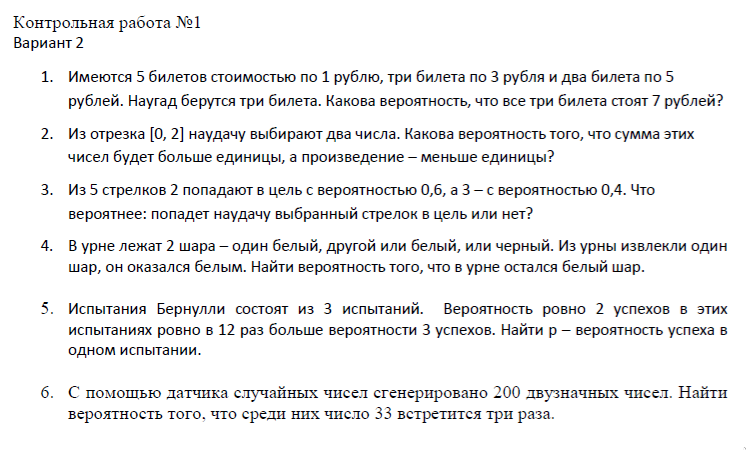 Контрольная работа №1
Вариант 2
1. Имеются 5 билетов стоимостью по 1 рублю, три билета по 3 рубля и два билета по 5
рублей. Наугад берутся три билета. Какова вероятность, что все три билета стоят 7 рублей?
2. Из отрезка [0, 2] наудачу выбирают два числа. Какова вероятность того, что сумма этих
чисел будет больше единицы, а произведение – меньше единицы?
3. Из 5 стрелков 2 попадают в цель с вероятностью 0,6, а 3 – с вероятностью 0,4. Что
вероятнее: попадет наудачу выбранный стрелок в цель или нет?
4. В урне лежат 2 шара – один белый, другой или белый, или черный. Из урны извлекли один
шар, он оказался белым. Найти вероятность того, что в урне остался белый шар.
5. Испытания Бернулли состоят из 3 испытаний. Вероятность ровно 2 успехов в этих
испытаниях ровно в 12 раз больше вероятности 3 успехов. Найти p – вероятность успеха в
одном испытании.
6. С помощью датчика случайных чисел сгенерировано 200 двузначных чисел. Найти
вероятность того, что среди них число 33 встретится три раза.